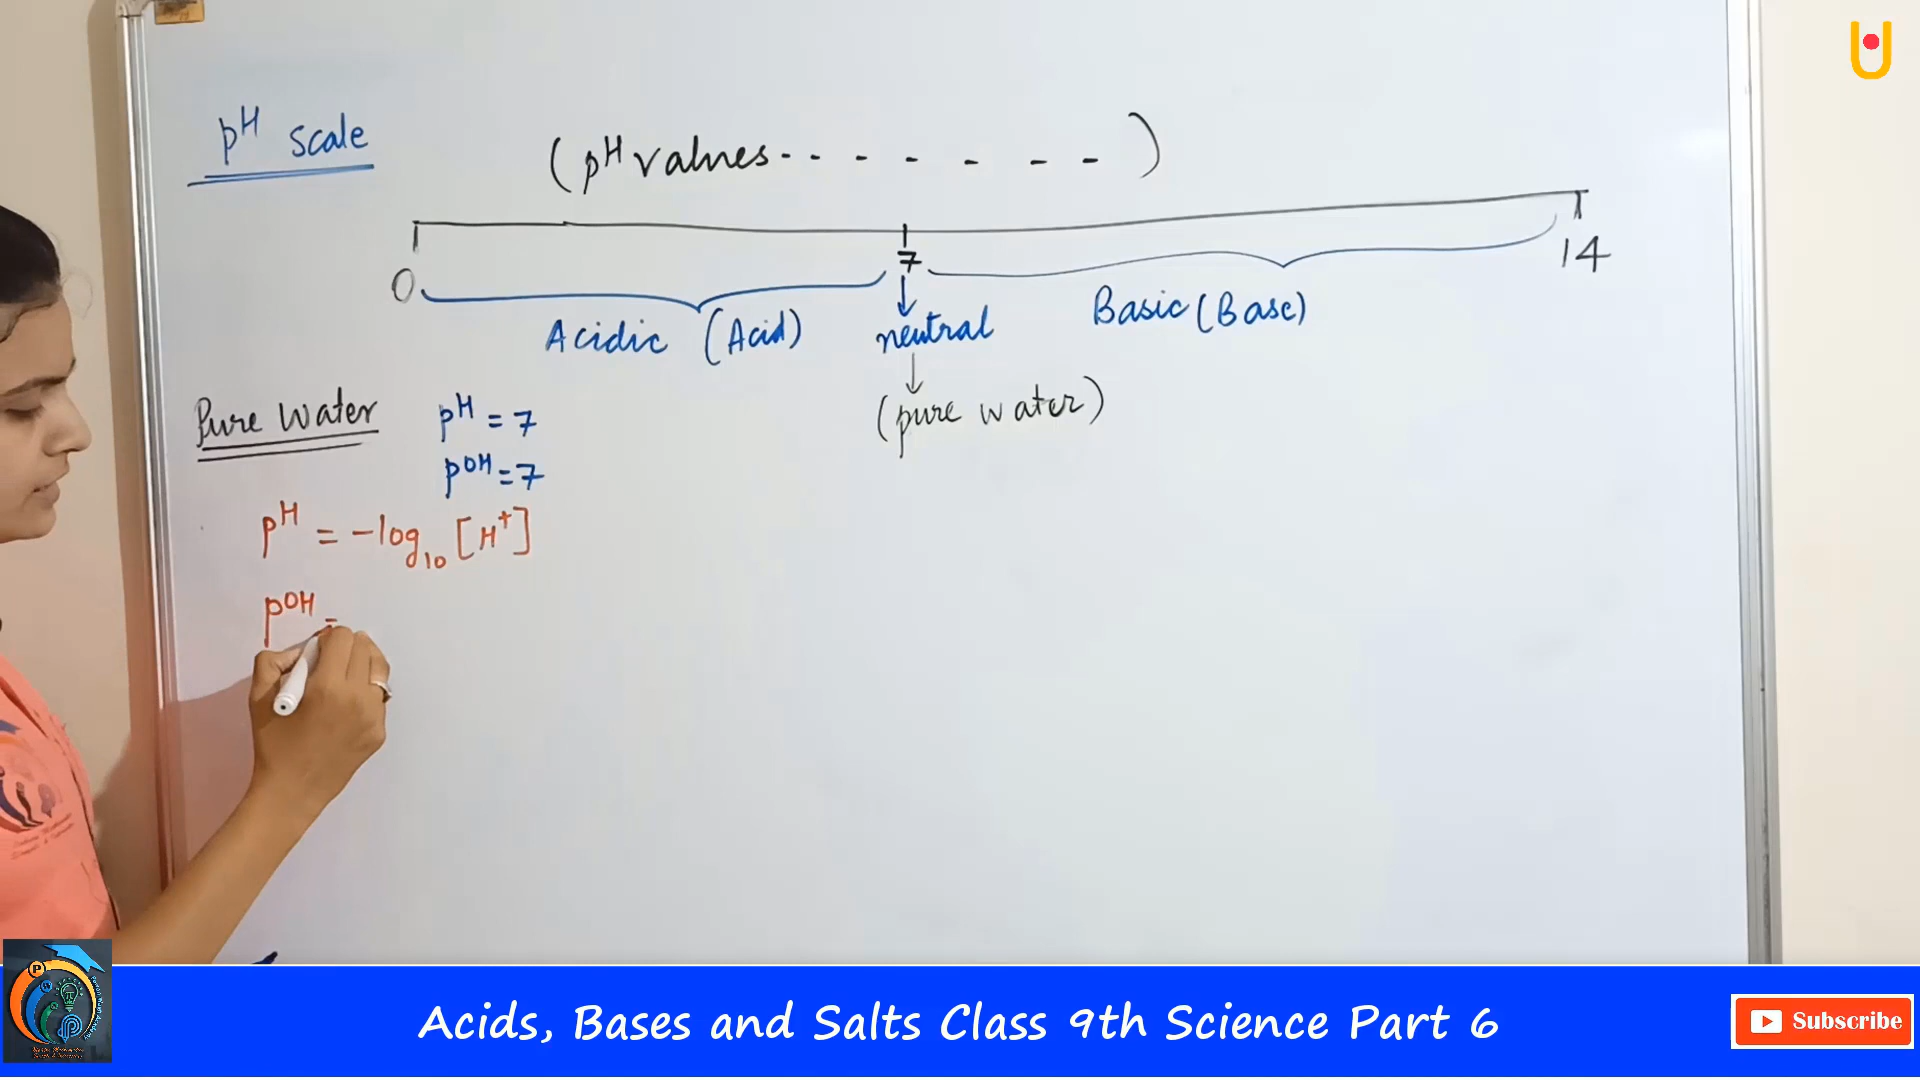 pH scale
(pH values - - - - - - - -)
0 7 14
Acidic (Acid) neutral Basic (Base)
(pure water)
Pure Water pH = 7
pOH = 7
pH = -log10 [H+]
pOH =
Acids, Bases and Salts Class 9th Science Part 6
Subscribe